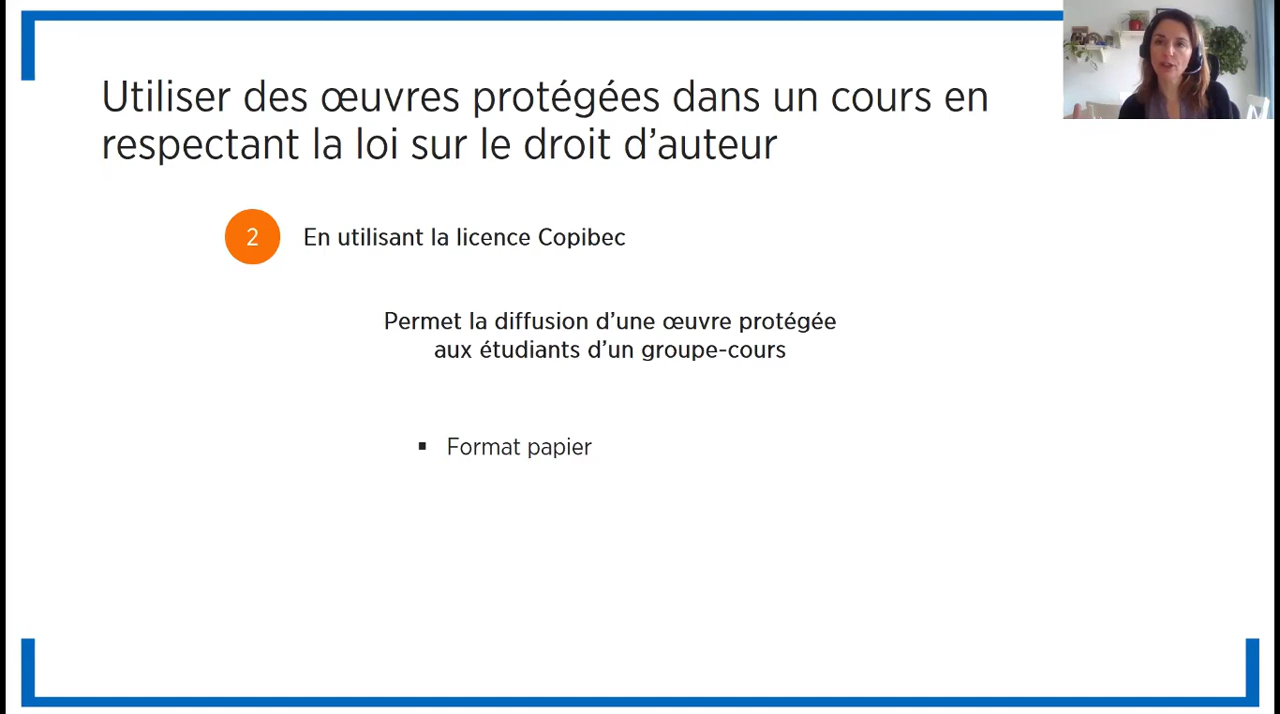 Utiliser des œuvres protégées dans un cours en
respectant la loi sur le droit d’auteur
2 En utilisant la licence Copibec
Permet la diffusion d’une œuvre protégée
aux étudiants d’un groupe-cours
▪ Format papier